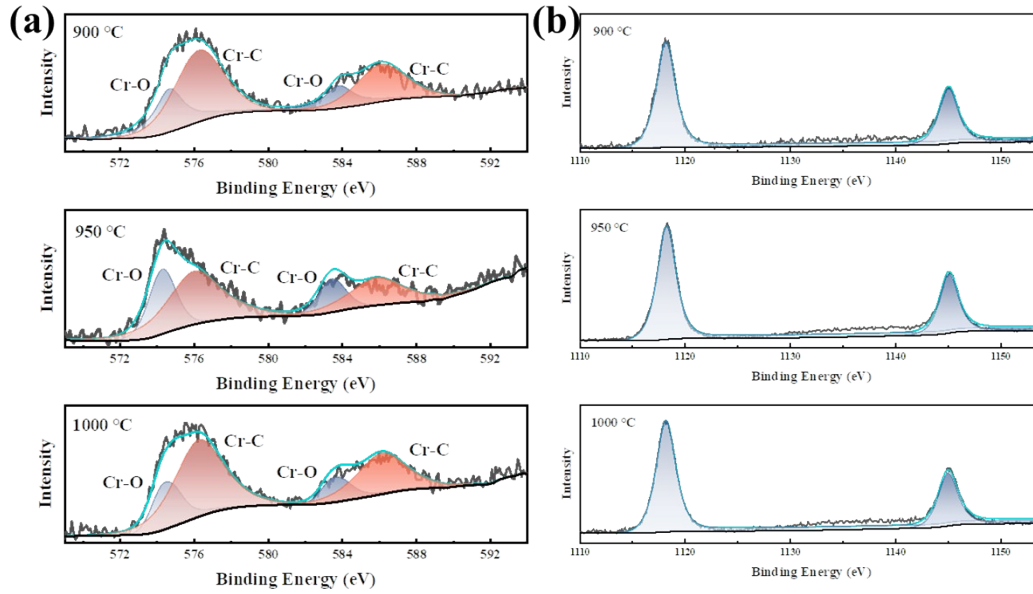 (a)
900 °C
Cr-O
Cr-C
Cr-O
Cr-C
Intensity
572 576 580 584 588 592
Binding Energy (eV)
950 °C
Cr-O
Cr-C
Cr-O
Cr-C
Intensity
572 576 580 584 588 592
Binding Energy (eV)
1000 °C
Cr-O
Cr-C
Cr-O
Cr-C
Intensity
572 576 580 584 588 592
Binding Energy (eV)
(b)
900 °C
Intensity
1110 1120 1130 1140 1150
Binding Energy (eV)
950 °C
Intensity
1110 1120 1130 1140 1150
Binding Energy (eV)
1000 °C
Intensity
1110 1120 1130 1140 1150
Binding Energy (eV)